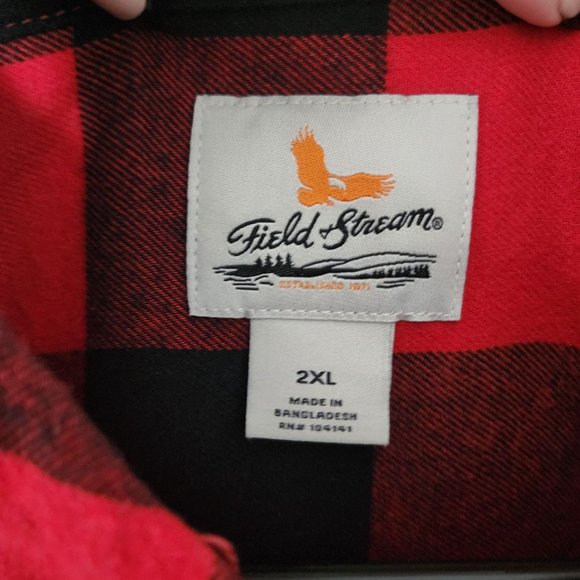 Field & Stream®
ESTABLISHED 1871
2XL
MADE IN
BANGLADESH
RN# 104141